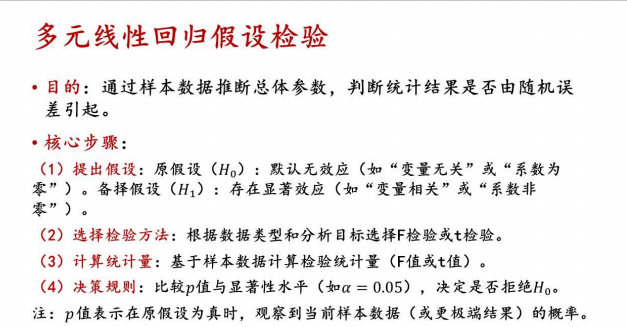 多元线性回归假设检验
• 目的：通过样本数据推断总体参数，判断统计结果是否由随机误
差引起。
• 核心步骤：
（1）提出假设：原假设（H₀）：默认无效应（如“变量无关”或“系数为
零”）。备择假设（H₁）：存在显著效应（如“变量相关”或“系数非
零”）。
（2）选择检验方法：根据数据类型和分析目标选择F检验或t检验。
（3）计算统计量：基于样本数据计算检验统计量（F值或t值）。
（4）决策规则：比较p值与显著性水平（如α = 0.05），决定是否拒绝H₀。
注：p值表示在原假设为真时，观察到当前样本数据（或更极端结果）的概率。